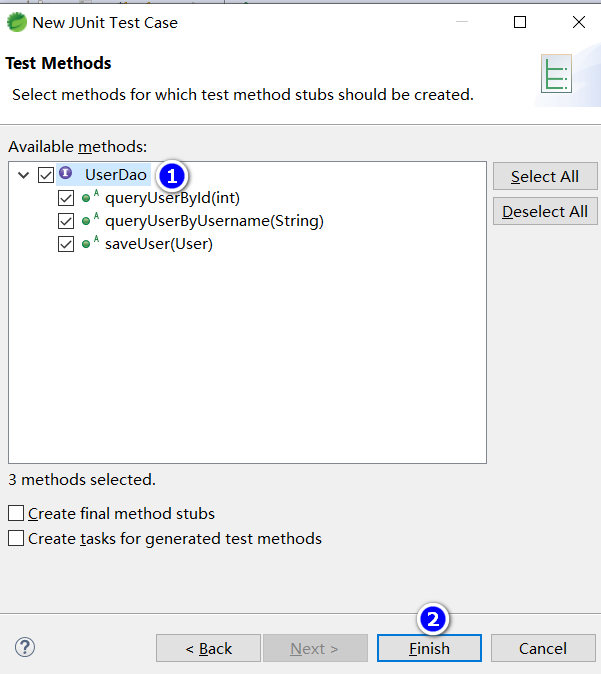 New JUnit Test Case
Test Methods
Select methods for which test method stubs should be created.
Available methods:
I UserDao 1
A queryUserById(int)
A queryUserByUsername(String)
A saveUser(User)
Select All
Deselect All
3 methods selected.
Create final method stubs
Create tasks for generated test methods
2
? < Back Next > Finish Cancel